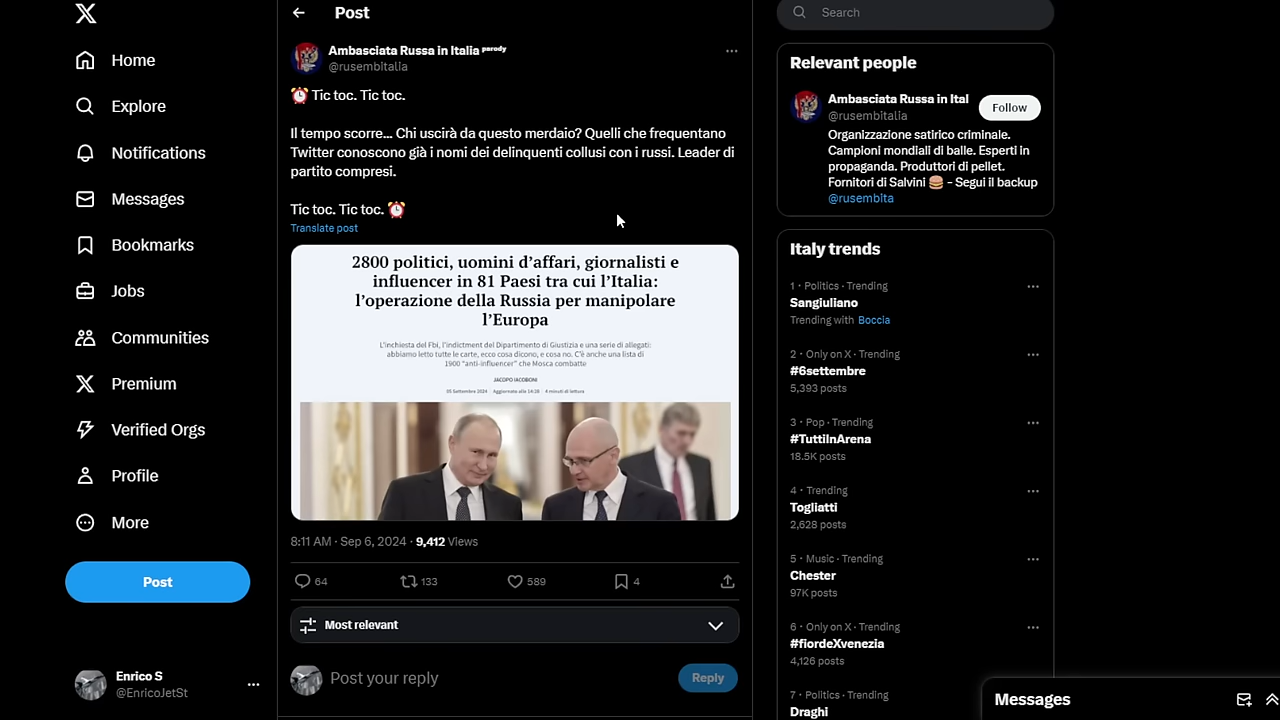 Home
Explore
Notifications
Messages
Bookmarks
Jobs
Communities
Premium
Verified Orgs
Profile
More
Post
Enrico S
@EnricoJetSt
Post
Ambasciata Russa in Italia ᵖᵃʳᵒᵈʸ
@rusembitalia
⏰ Tic toc. Tic toc.
Il tempo scorre... Chi uscirà da questo merdaio? Quelli che frequentano
Twitter conoscono già i nomi dei delinquenti collusi con i russi. Leader di
partito compresi.
Tic toc. Tic toc. ⏰
Translate post
2800 politici, uomini d'affari, giornalisti e
influencer in 81 Paesi tra cui l'Italia:
l'operazione della Russia per manipolare
l'Europa
L'inchiesta del Fbi, l'indictment del Dipartimento di Giustizia e una serie di allegati:
abbiamo letto tutte le carte, ecco cosa dicono, e cosa no. C'è anche una lista di
1900 "anti-influencer" che Mosca combatte
JACOPO IACOBONI
05 Settembre 2024 | Aggiornato alle 14:28 | 4 minuti di lettura
8:11 AM · Sep 6, 2024 · 9,412 Views
64 133 589 4
Most relevant
Post your reply
Reply
Search
Relevant people
Ambasciata Russa in Ital
Follow
@rusembitalia
Organizzazione satirico criminale.
Campioni mondiali di balle. Esperti in
propaganda. Produttori di pellet.
Fornitori di Salvini 🍔 - Segui il backup
@rusembita
Italy trends
1 · Politics · Trending
Sangiuliano
Trending with Boccia
2 · Only on X · Trending
#6settembre
5,393 posts
3 · Pop · Trending
#TuttiInArena
18.5K posts
4 · Trending
Togliatti
2,628 posts
5 · Music · Trending
Chester
97K posts
6 · Only on X · Trending
#fiordeXvenezia
4,126 posts
7 · Politics · Trending
Draghi
Messages